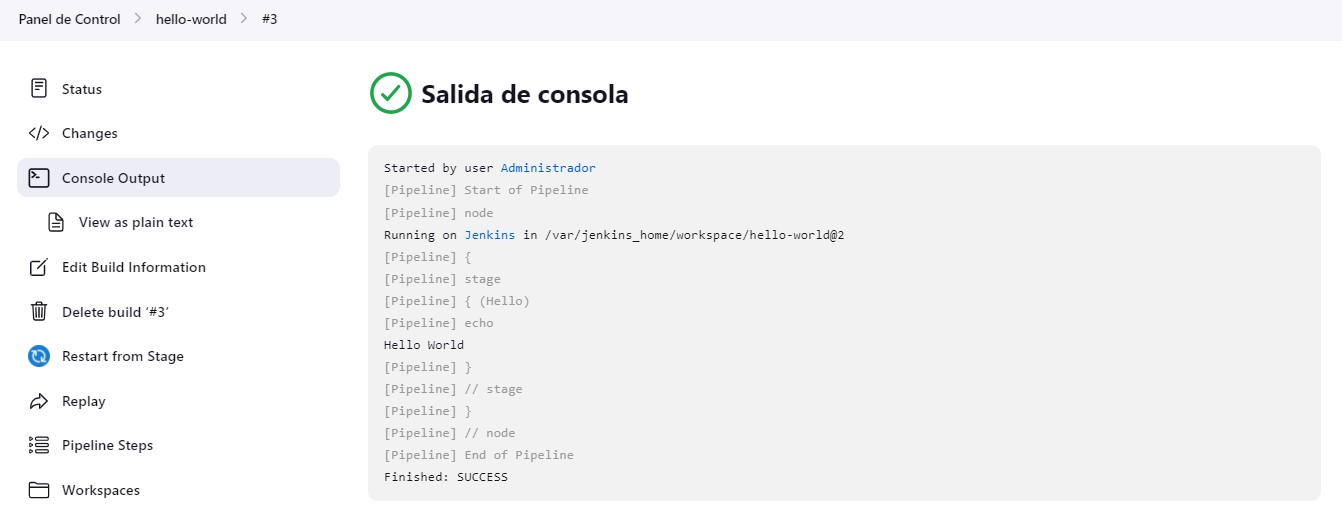 Panel de Control > hello-world > #3
Status
Changes
Console Output
View as plain text
Edit Build Information
Delete build ‘#3’
Restart from Stage
Replay
Pipeline Steps
Workspaces
Salida de consola
Started by user Administrador
[Pipeline] Start of Pipeline
[Pipeline] node
Running on Jenkins in /var/jenkins_home/workspace/hello-world@2
[Pipeline] {
[Pipeline] stage
[Pipeline] { (Hello)
[Pipeline] echo
Hello World
[Pipeline] }
[Pipeline] // stage
[Pipeline] }
[Pipeline] // node
[Pipeline] End of Pipeline
Finished: SUCCESS